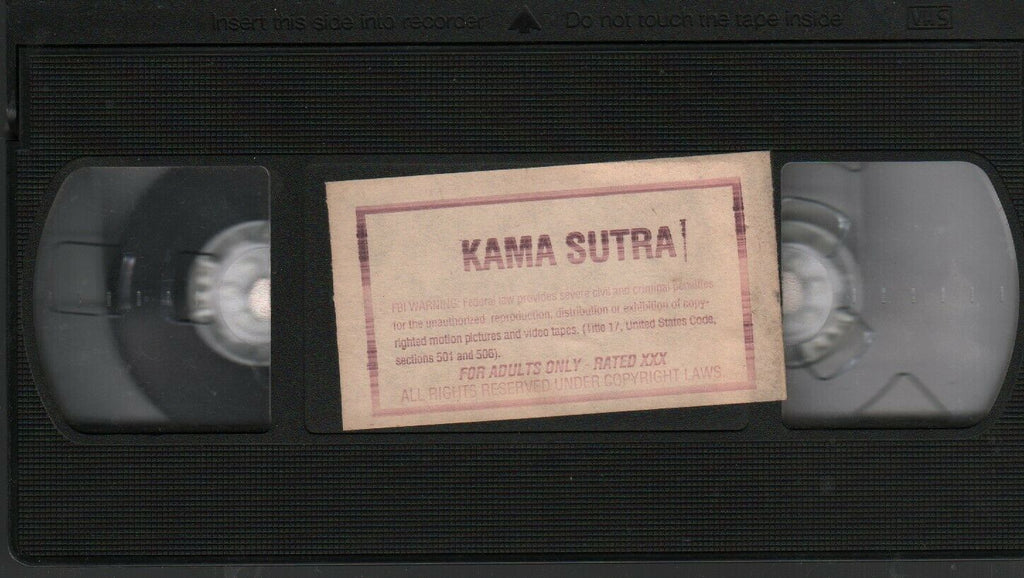 Insert this side into recorder Do not touch the tape inside VHS
KAMA SUTRA
FBI WARNING: Federal law provides severe civil and criminal penalties
for the unauthorized reproduction, distribution or exhibition of copy-
righted motion pictures and video tapes. (Title 17, United States Code,
sections 501 and 506).
FOR ADULTS ONLY - RATED XXX
ALL RIGHTS RESERVED UNDER COPYRIGHT LAWS